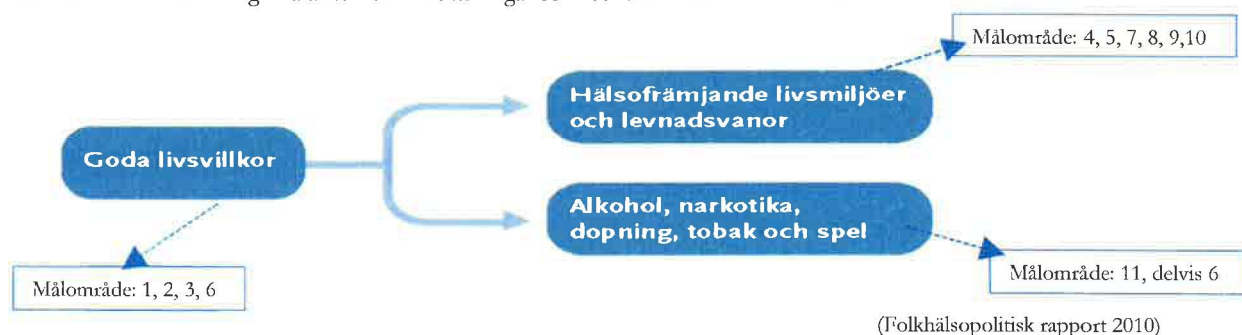 Målområde: 4, 5, 7, 8, 9,10
Hälsofrämjande livsmiljöer
och levnadsvanor
Goda livsvillkor
Alkohol, narkotika,
dopning, tobak och spel
Målområde: 1, 2, 3, 6
Målområde: 11, delvis 6
(Folkhälsopolitisk rapport 2010)